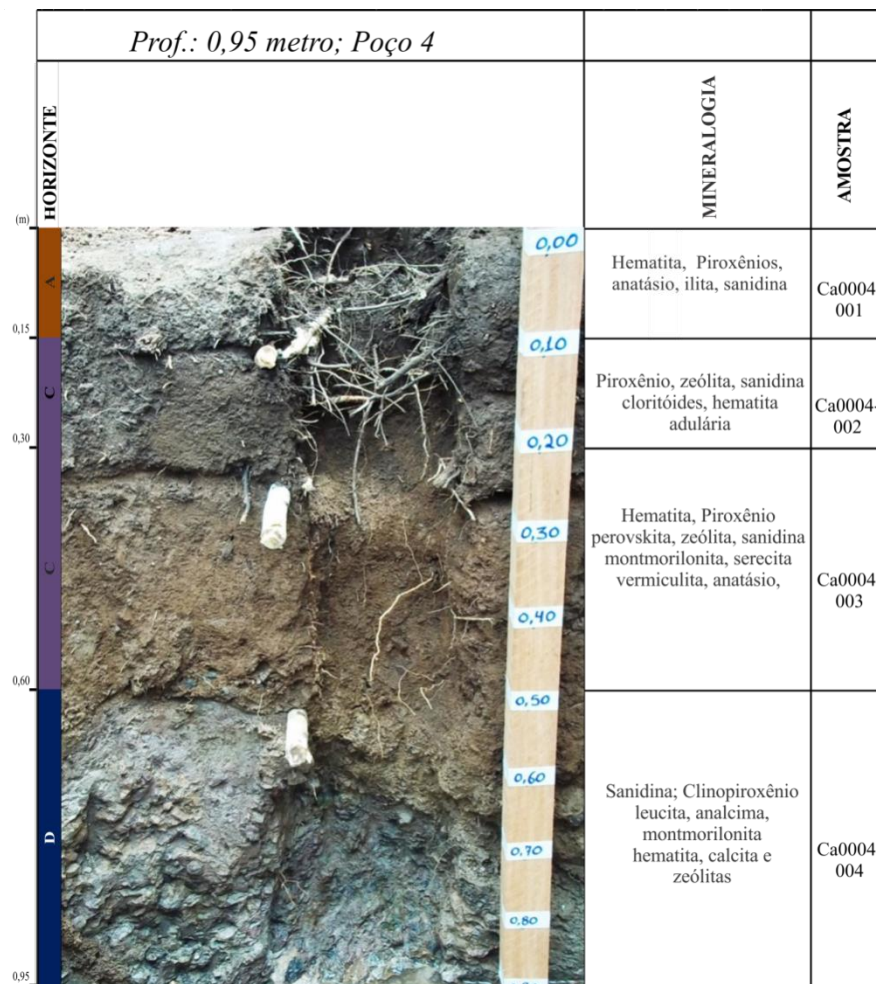 Prof.: 0,95 metro; Poço 4
HORIZONTE
MINERALOGIA
AMOSTRA
(m)
A
0,00
Hematita, Piroxênios,
anatásio, ilita, sanidina
Ca0004-
001
0,15
C
0,10
Piroxênio, zeólita, sanidina
cloritóides, hematita
adulária
Ca0004-
002
0,30
0,20
C
0,30
0,40
Hematita, Piroxênio
perovskita, zeólita, sanidina
montmorilonita, serecita
vermiculita, anatásio,
Ca0004-
003
0,60
0,50
D
0,60
0,70
0,80
Sanidina; Clinopiroxênio
leucita, analcima,
montmorilonita
hematita, calcita e
zeólitas
Ca0004-
004
0,95